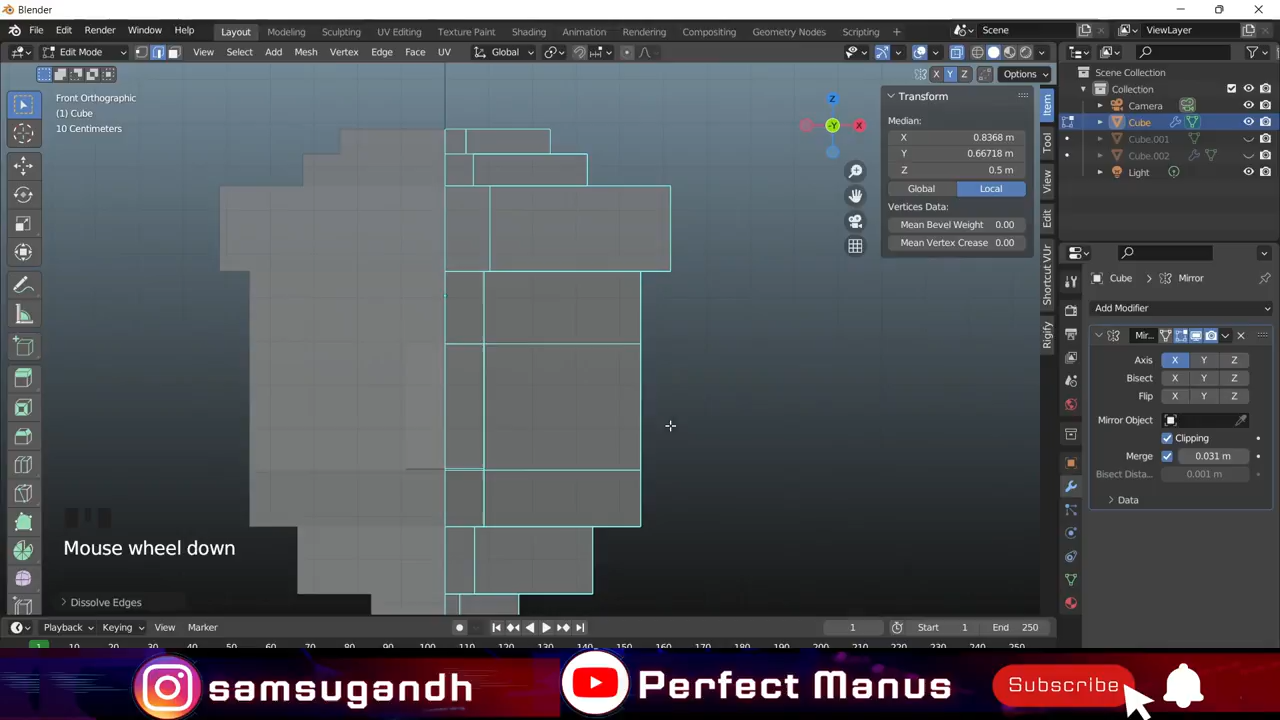 Blender
File Edit Render Window Help Layout Modeling Sculpting UV Editing Texture Paint Shading Animation Rendering Compositing Geometry Nodes Scripting + Scene ViewLayer
Edit Mode View Select Add Mesh Vertex Edge Face UV Global
X Y Z Options
Front Orthographic
(1) Cube
10 Centimeters
Z
X
-Y
Transform
Median:
X 0.8368 m
Y 0.66718 m
Z 0.5 m
Global Local
Vertices Data:
Mean Bevel Weight 0.00
Mean Vertex Crease 0.00
Item
Tool
View
Edit
Shortcut VUr
Rigify
Scene Collection
Collection
Camera
Cube
Cube.001
Cube.002
Light
Cube > Mirror
Add Modifier
Mir...
Axis X Y Z
Bisect X Y Z
Flip X Y Z
Mirror Object
Clipping
Merge 0.031 m
Bisect Dista... 0.001 m
Data
Mouse wheel down
Dissolve Edges
Playback Keying View Marker 1 Start 1 End 250
samsugandh
Perfect Manus
Subscribe